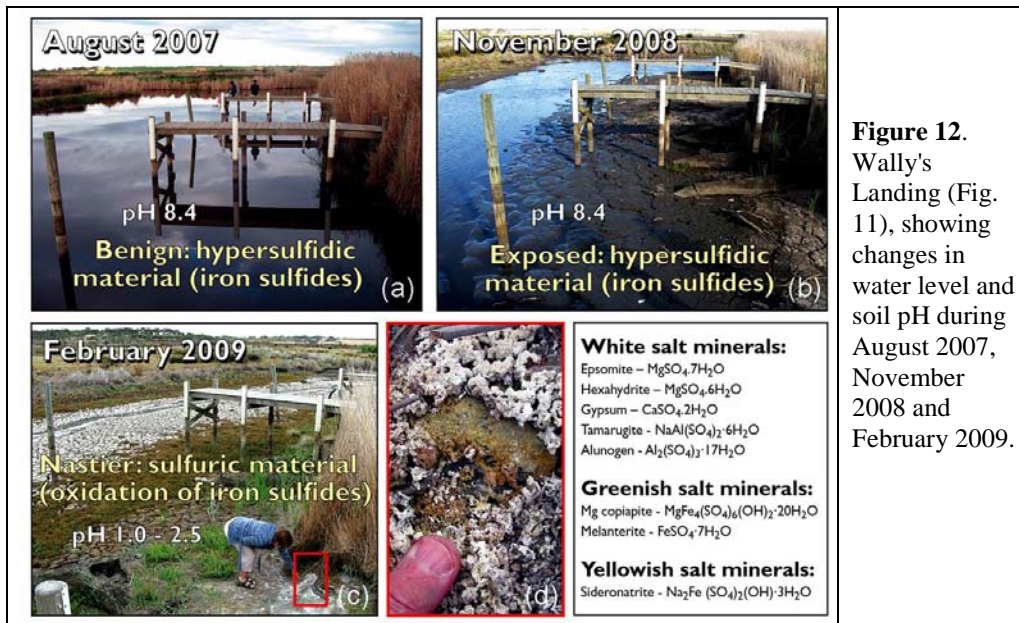 August 2007
pH 8.4
Benign: hypersulfidic
material (iron sulfides)
(a)
November 2008
pH 8.4
Exposed: hypersulfidic
material (iron sulfides)
(b)
February 2009
Nastier: sulfuric material
(oxidation of iron sulfides)
pH 1.0 - 2.5
(c)
(d)
White salt minerals:
Epsomite – MgSO4.7H2O
Hexahydrite – MgSO4.6H2O
Gypsum – CaSO4.2H2O
Tamarugite - NaAl(SO4)2·6H2O
Alunogen - Al2(SO4)3·17H2O
Greenish salt minerals:
Mg copiapite - MgFe4(SO4)6(OH)2·20H2O
Melanterite – FeSO4·7H2O
Yellowish salt minerals:
Sideronatrite - Na2Fe (SO4)2(OH)·3H2O
Figure 12.
Wally's
Landing (Fig.
11), showing
changes in
water level and
soil pH during
August 2007,
November
2008 and
February 2009.